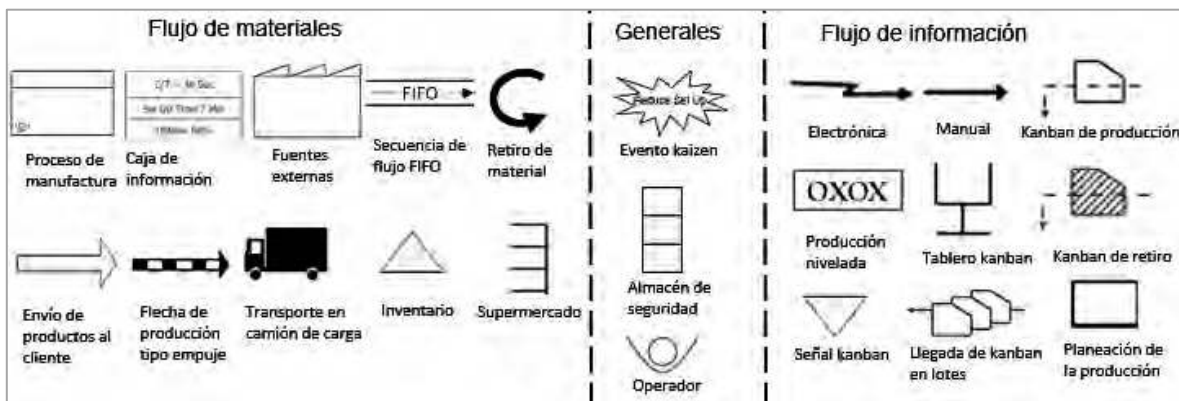 Flujo de materiales
FIFO
Proceso de
manufactura
Caja de
información
Fuentes
externas
Secuencia de
flujo FIFO
Retiro de
material
Envío de
productos al
cliente
Flecha de
producción
tipo empuje
Transporte en
camión de carga
Inventario
Supermercado
Generales
Reduce Set Up
Evento kaizen
Almacén de
seguridad
Operador
Flujo de información
Electrónica
Manual
Kanban de producción
OXOX
Producción
nivelada
Tablero kanban
Kanban de retiro
Señal kanban
Llegada de kanban
en lotes
Planeación de
la producción